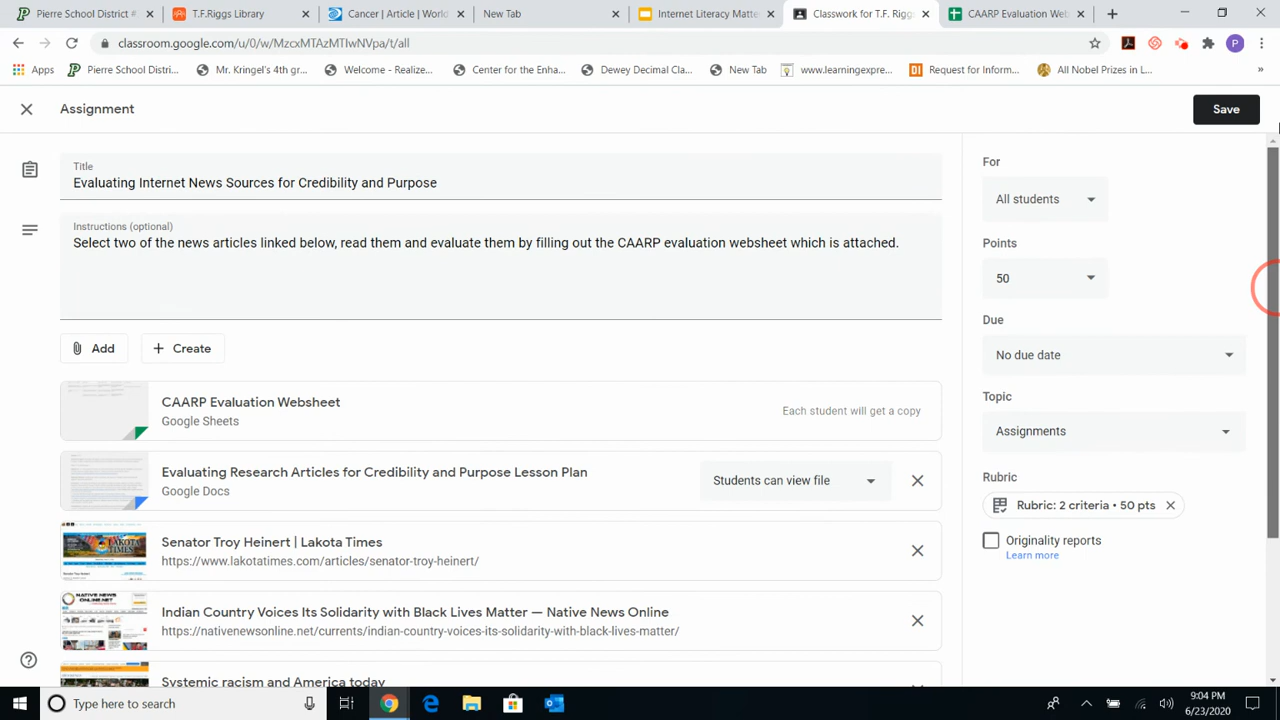 Pierre School District #
T.F.Riggs Library
Cancer | Article | World
New Tab
Internet Literacy Matte
Classwork for T.F. Riggs
CAARP Evaluation Web
classroom.google.com/u/0/w/MzcxMTAzMTIwNVpa/t/all
Apps
Pierre School Distri...
Mr. Kringel's 4th gr...
Welcome - Realize...
Center for the Enha...
Dewey Decimal Cla...
New Tab
www.learningexpre...
Request for Inform...
All Nobel Prizes in L...
Assignment
Save
Title
Evaluating Internet News Sources for Credibility and Purpose
Instructions (optional)
Select two of the news articles linked below, read them and evaluate them by filling out the CAARP evaluation websheet which is attached.
For
All students
Points
50
Due
No due date
Add
Create
Topic
Assignments
CAARP Evaluation Websheet
Google Sheets
Each student will get a copy
Evaluating Research Articles for Credibility and Purpose Lesson Plan
Google Docs
Students can view file
Rubric
Rubric: 2 criteria • 50 pts
Originality reports
Learn more
Senator Troy Heinert | Lakota Times
https://www.lakotatimes.com/articles/senator-troy-heinert/
Indian Country Voices Its Solidarity with Black Lives Matter — Native News Online
https://nativenewsonline.net/currents/indian-country-voices-its-solidarity-with-black-lives-matter/
Systemic racism and America today
Type here to search
9:04 PM
6/23/2020